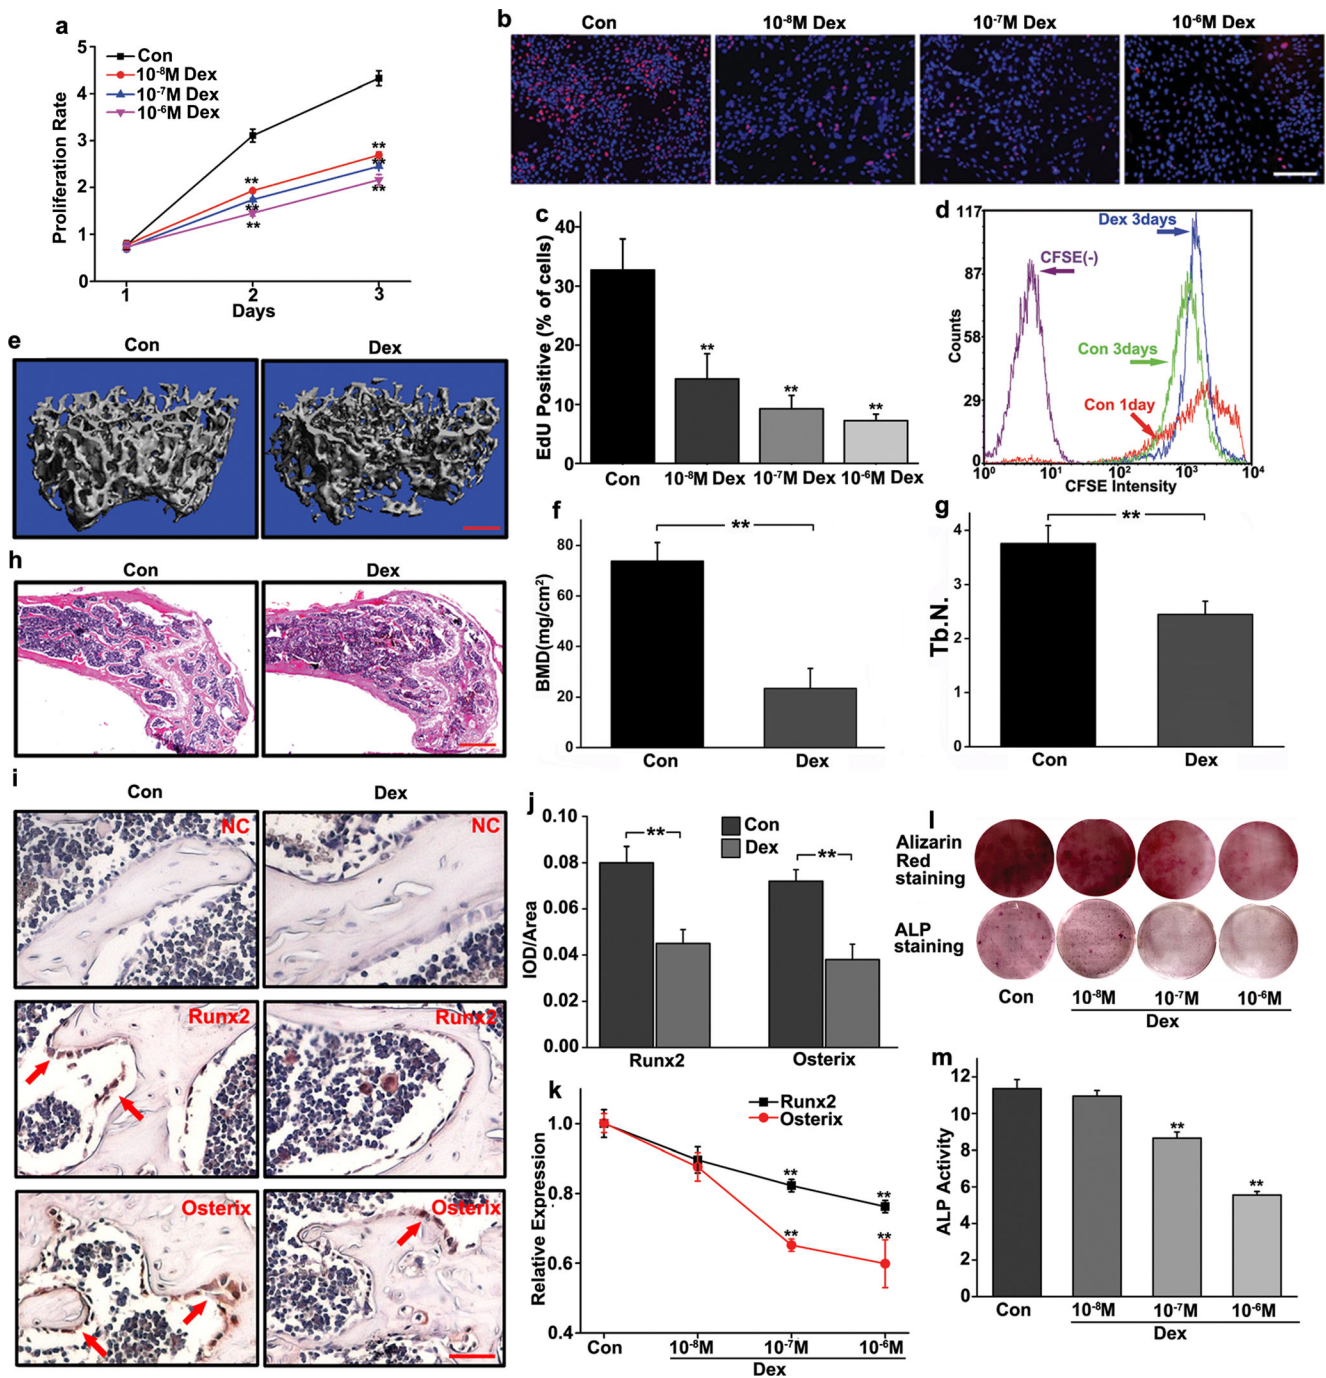 a
Proliferation Rate
5
4
3
2
1
0
Con
10⁻⁸M Dex
10⁻⁷M Dex
10⁻⁶M Dex
**
**
**
**
**
**
1 2 3
Days
b
Con 10⁻⁸M Dex 10⁻⁷M Dex 10⁻⁶M Dex
c
EdU Positive (% of cells)
40
30
20
10
0
** ** **
Con 10⁻⁸M Dex 10⁻⁷M Dex 10⁻⁶M Dex
d
Counts
117
87
58
29
0
Dex 3days
CFSE(-)
Con 3days
Con 1day
10⁰ 10¹ 10² 10³ 10⁴
CFSE Intensity
e
Con Dex
f
BMD(mg/cm²)
80
60
40
20
0
**
Con Dex
g
Tb.N.
4
3
2
1
0
**
Con Dex
h
Con Dex
i
Con Dex
NC NC
Runx2 Runx2
Osterix Osterix
j
IOD/Area
0.10
0.08
0.06
0.04
0.02
0.00
Con
Dex
** **
Runx2 Osterix
k
Relative Expression
1.0
0.8
0.6
0.4
Runx2
Osterix
** **
** **
Con 10⁻⁸M 10⁻⁷M 10⁻⁶M
Dex
l
Alizarin
Red
staining
ALP
staining
Con 10⁻⁸M 10⁻⁷M 10⁻⁶M
Dex
m
ALP Activity
12
10
8
6
4
2
0
** **
Con 10⁻⁸M 10⁻⁷M 10⁻⁶M
Dex